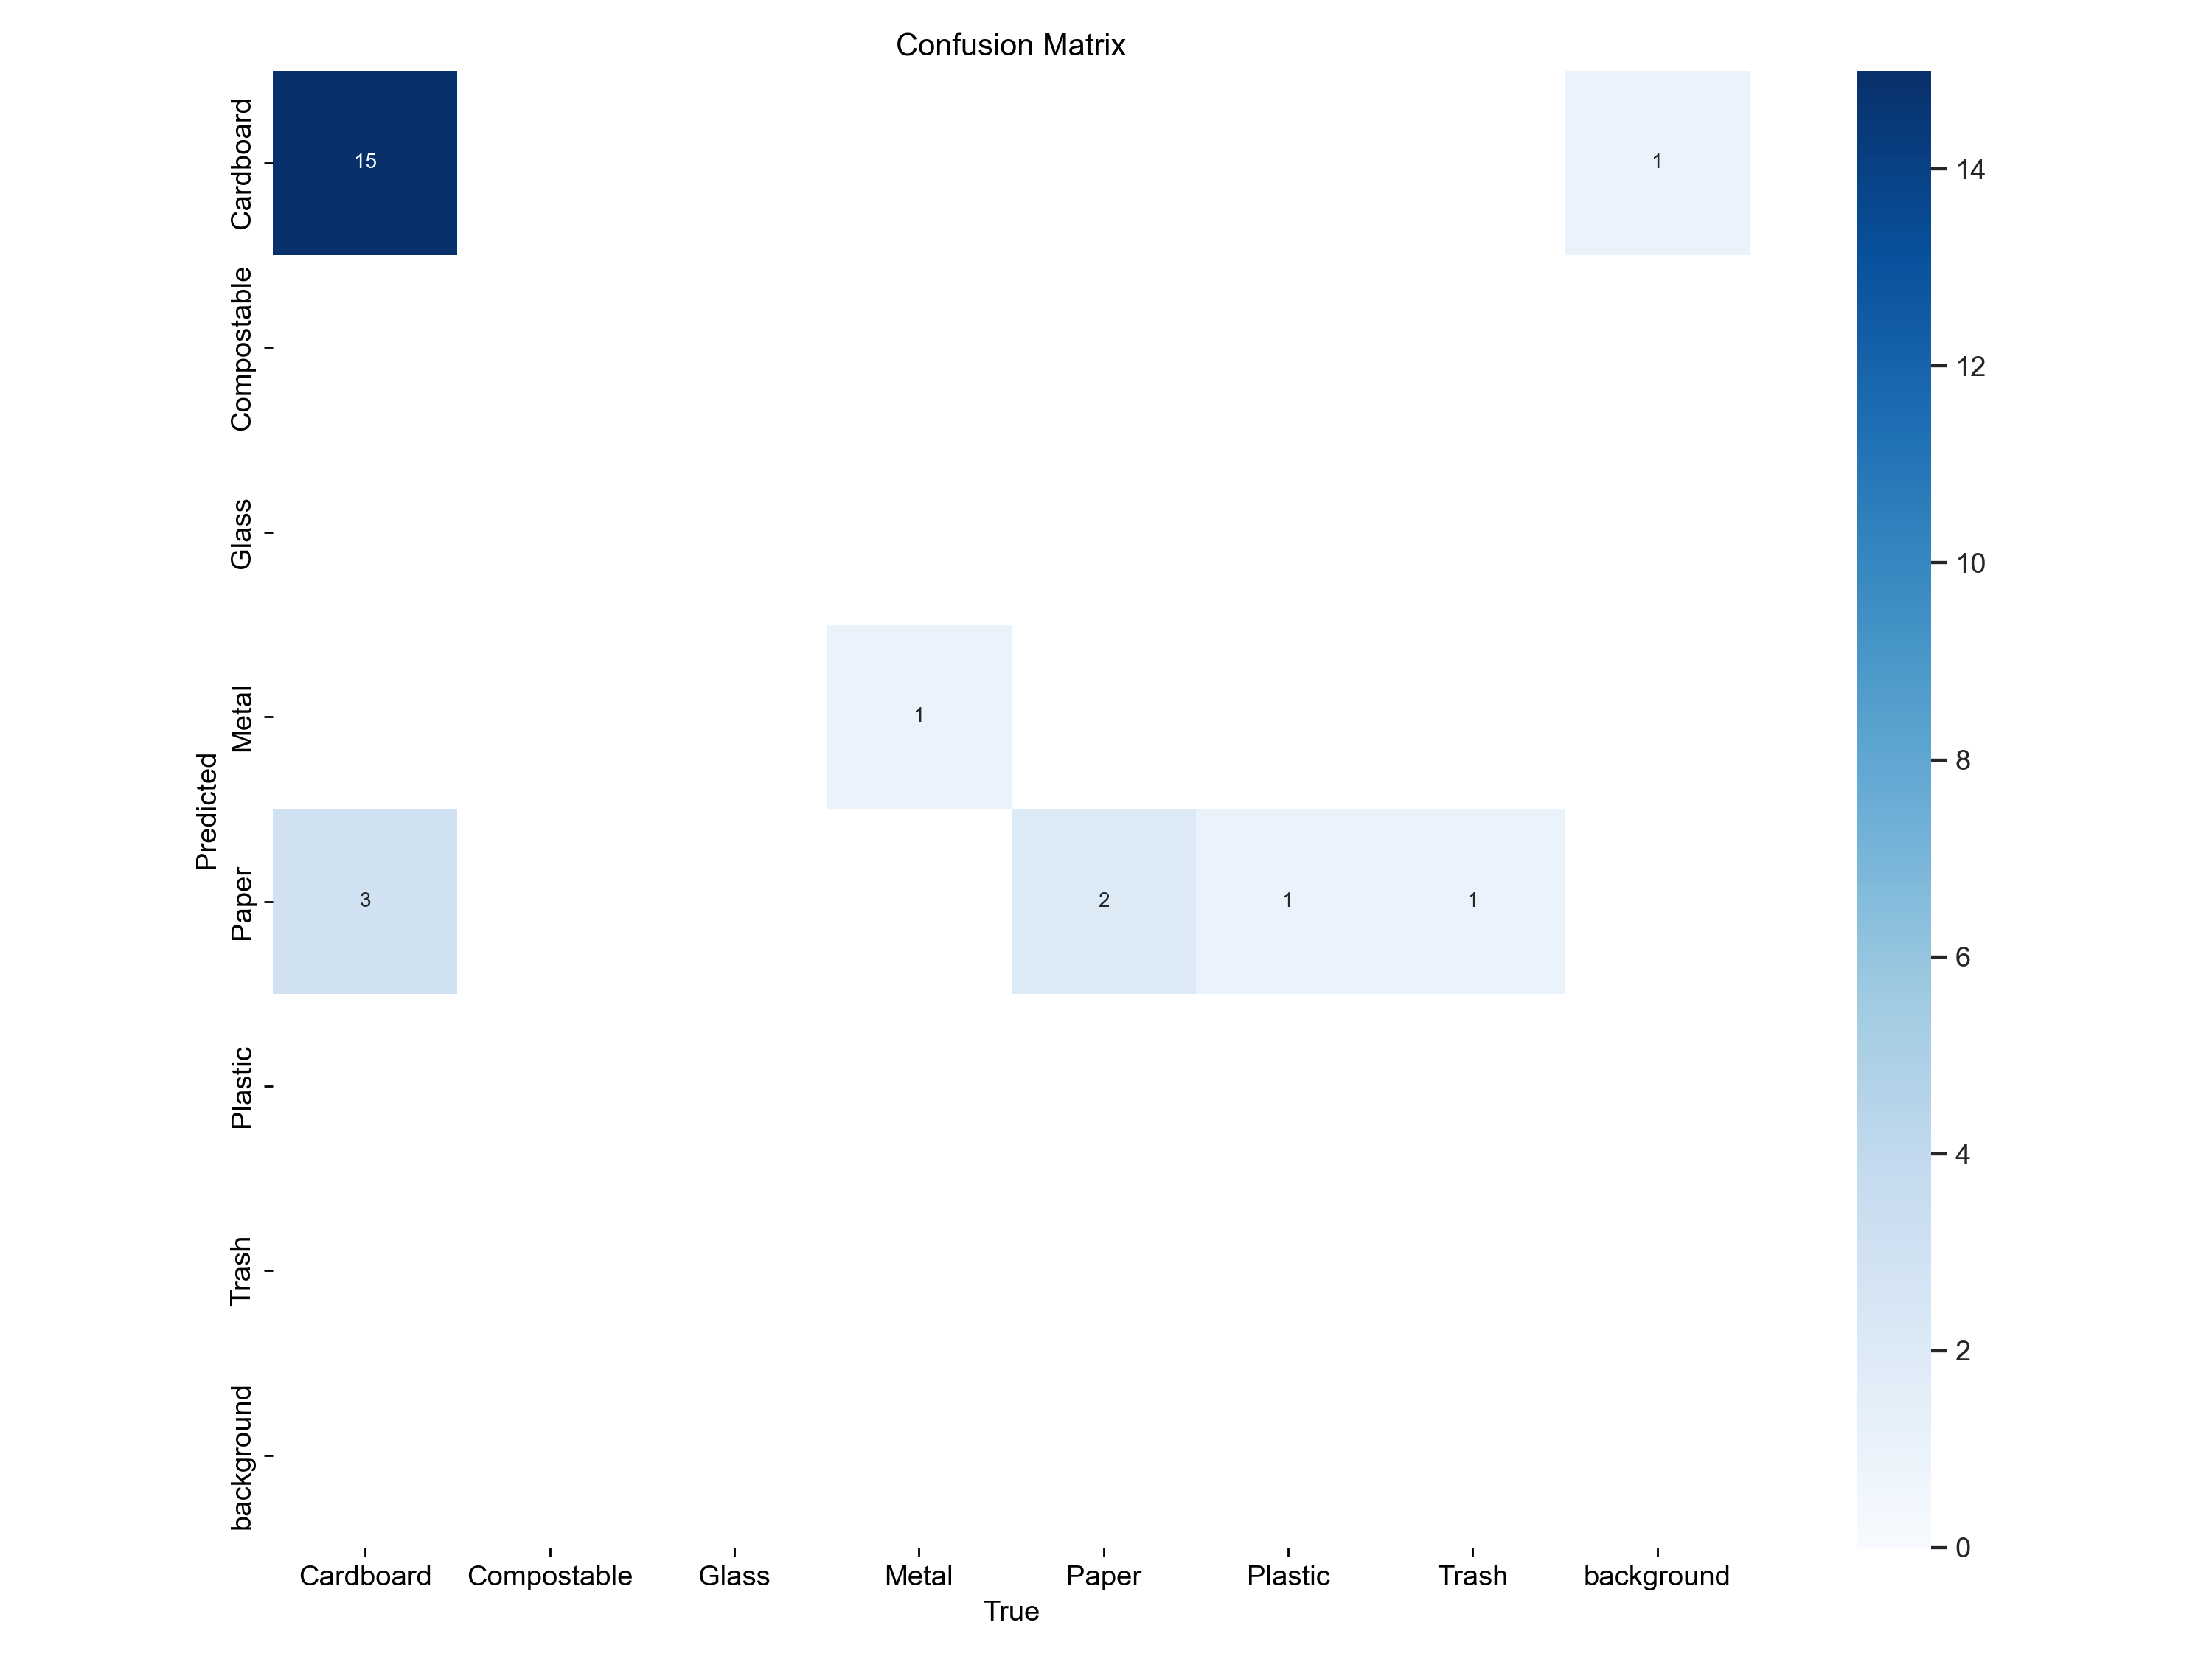 Confusion Matrix
Cardboard
15
1
14
12
Compostable
Glass
10
Metal
1
8
Predicted
Paper
3
2
1
1
6
Plastic
4
Trash
2
background
0
Cardboard Compostable Glass Metal Paper Plastic Trash background
True